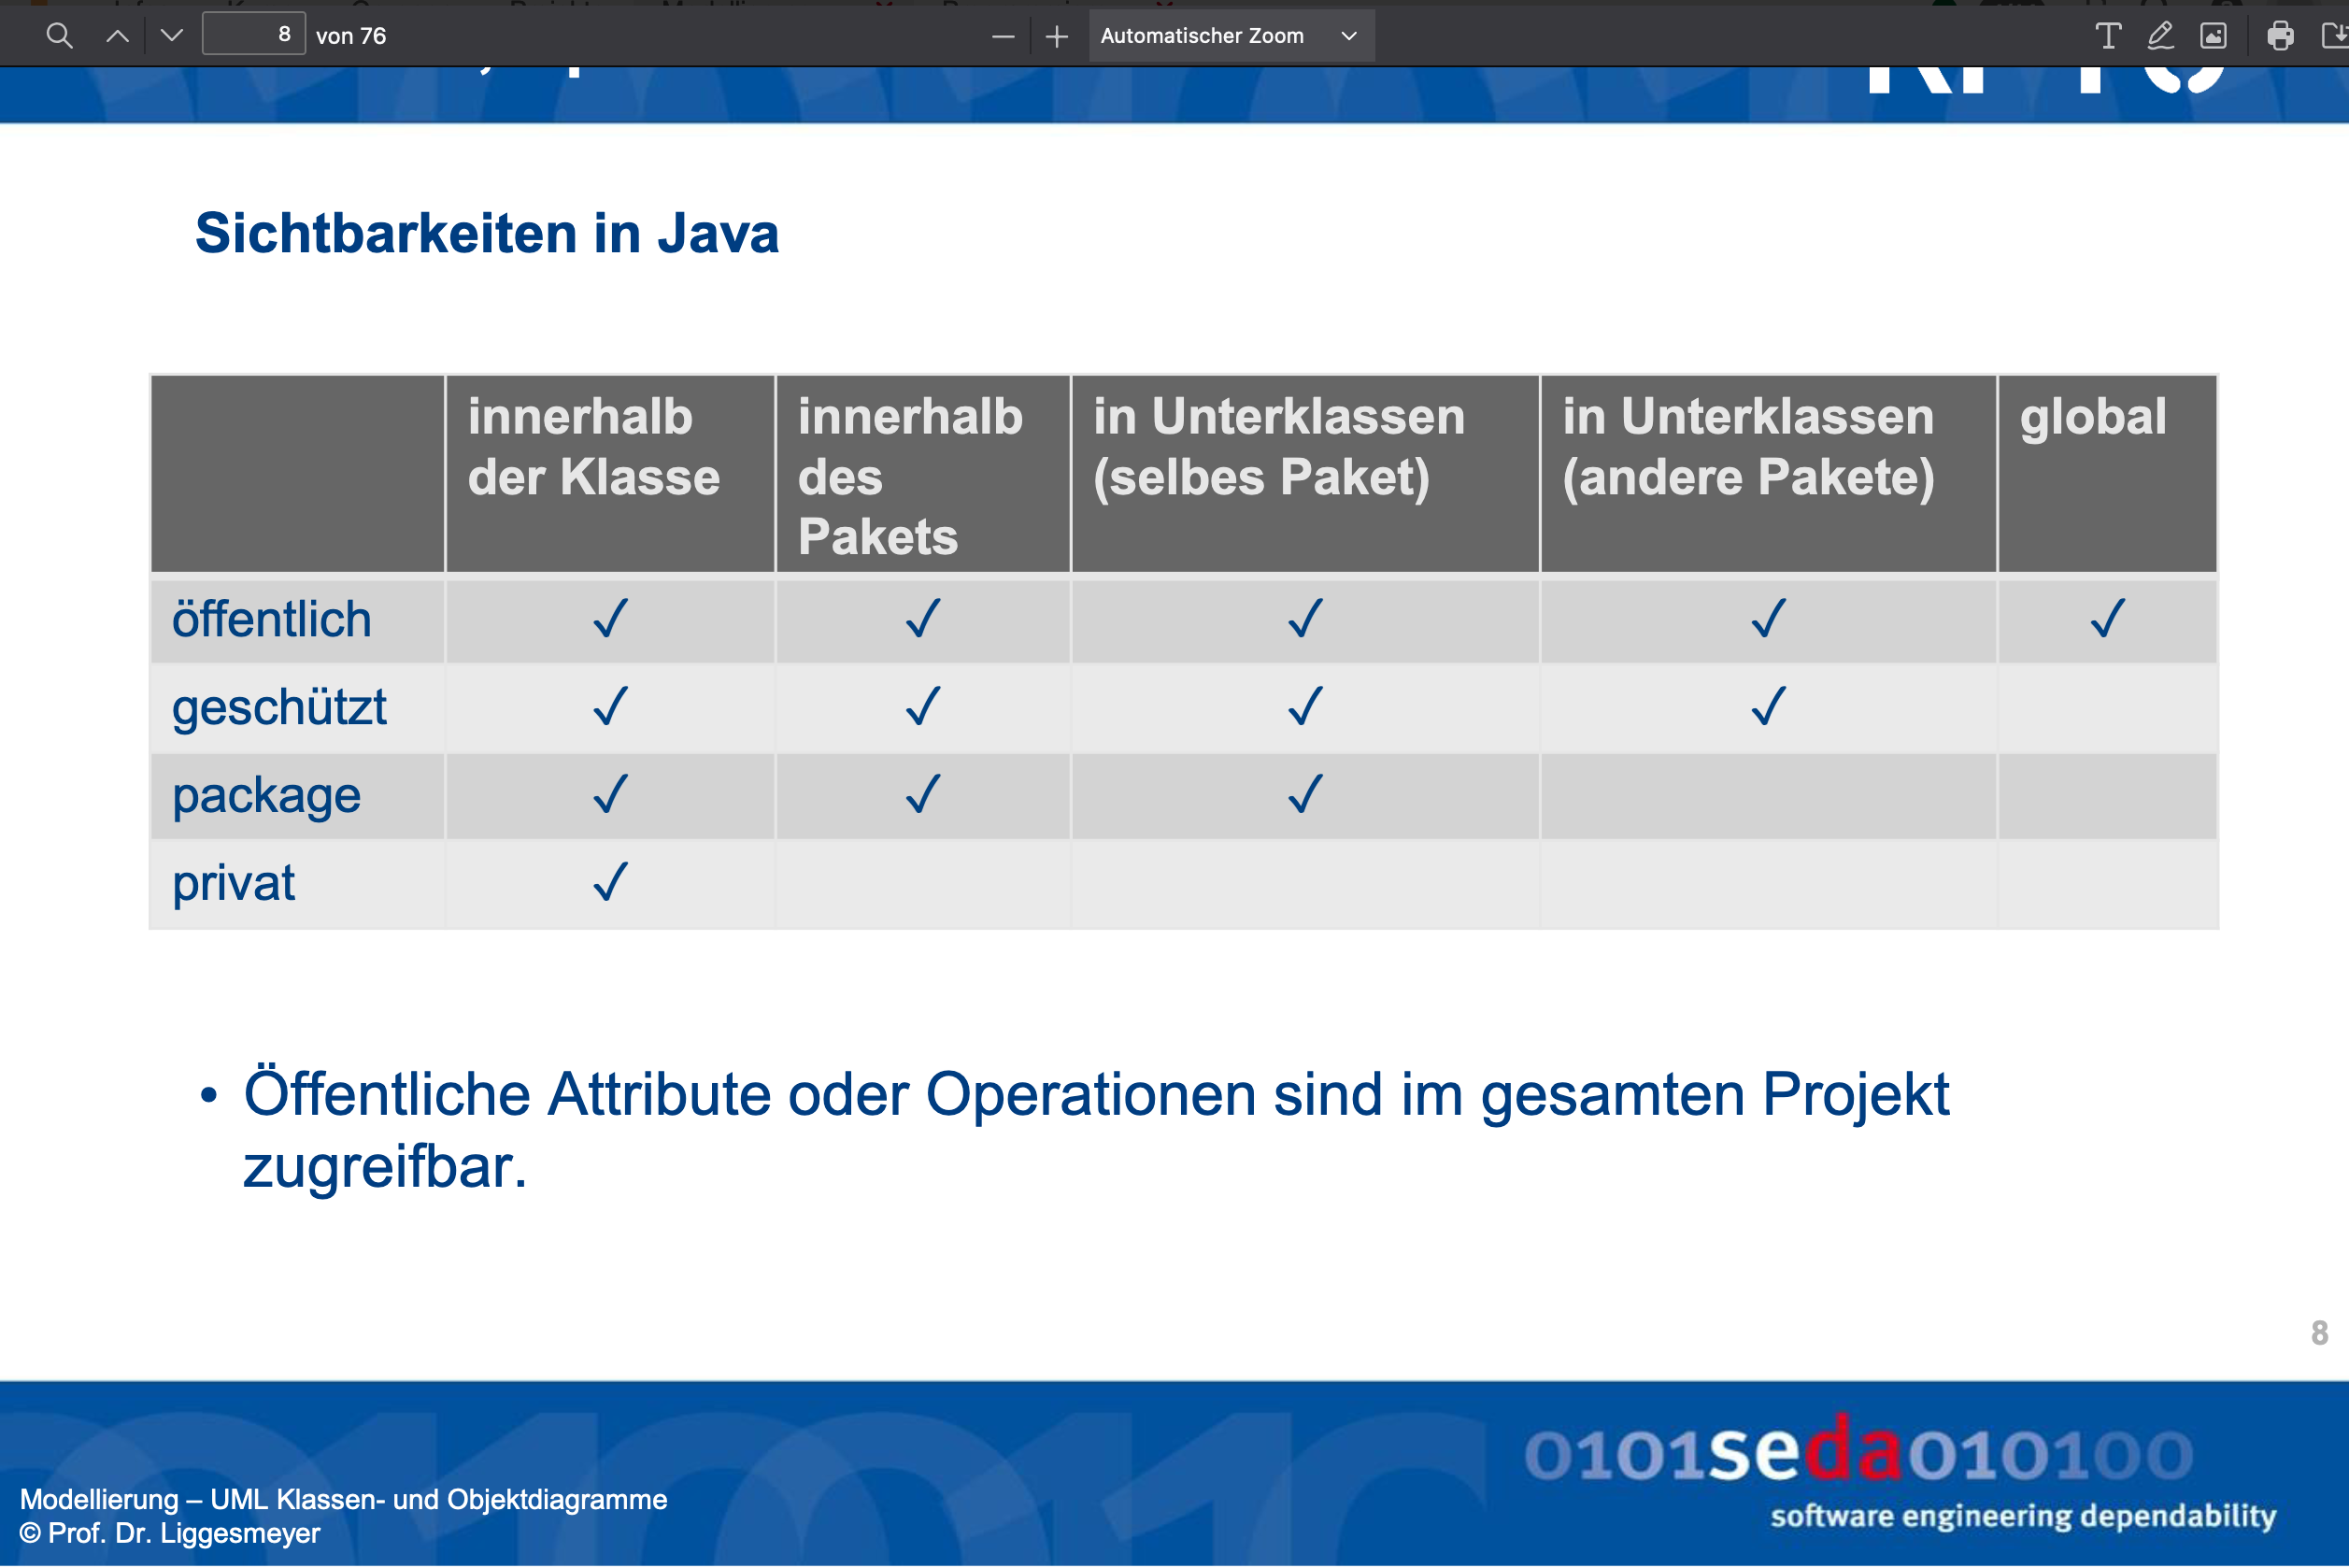 8 von 76 Automatischer Zoom
Sichtbarkeiten in Java
innerhalb der Klasse
innerhalb des Pakets
in Unterklassen (selbes Paket)
in Unterklassen (andere Pakete)
global
öffentlich ✓ ✓ ✓ ✓ ✓
geschützt ✓ ✓ ✓ ✓
package ✓ ✓ ✓
privat ✓
• Öffentliche Attribute oder Operationen sind im gesamten Projekt
zugreifbar.
8
0101seda010100
software engineering dependability
Modellierung – UML Klassen- und Objektdiagramme
© Prof. Dr. Liggesmeyer